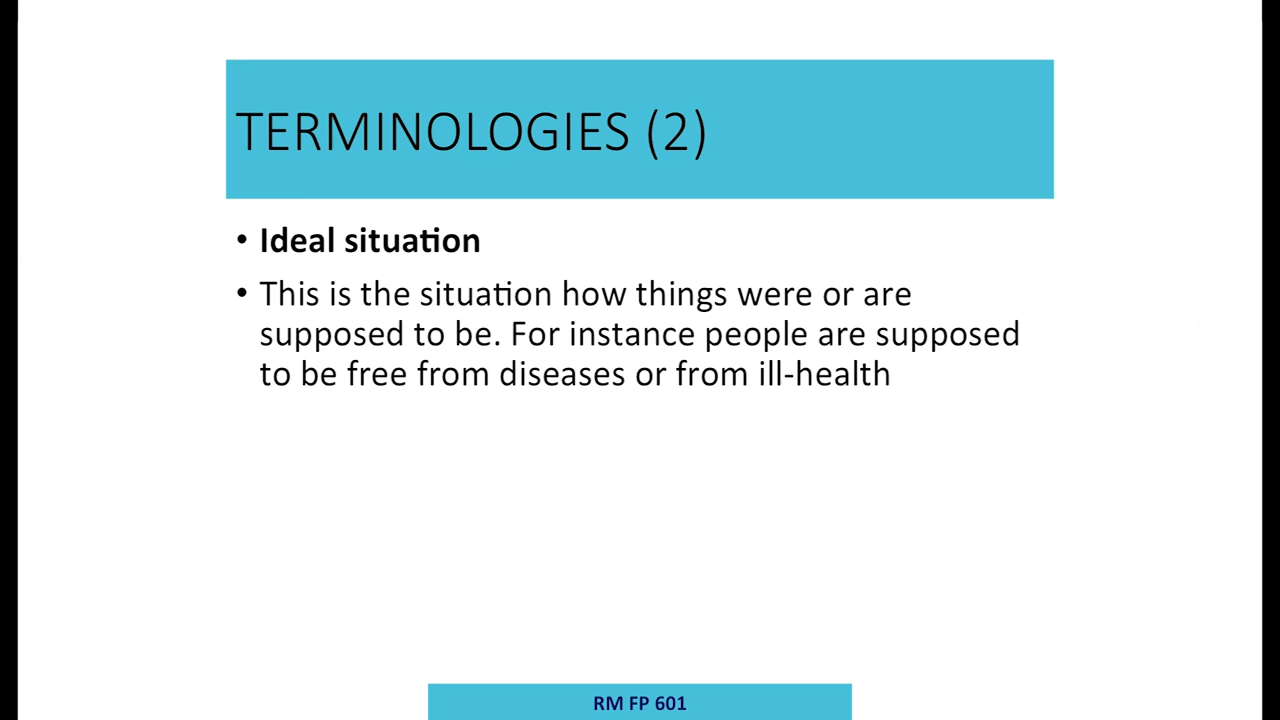 TERMINOLOGIES (2)
• Ideal situation
• This is the situation how things were or are
supposed to be. For instance people are supposed
to be free from diseases or from ill-health
RM FP 601